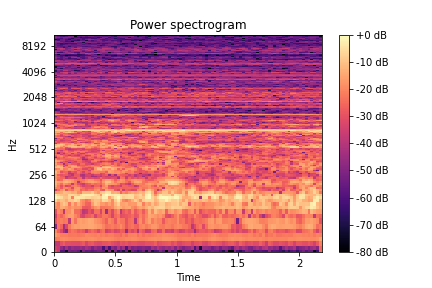 Power spectrogram
Hz
8192
4096
2048
1024
512
256
128
64
0
0
0.5
1
1.5
2
Time
+0 dB
-10 dB
-20 dB
-30 dB
-40 dB
-50 dB
-60 dB
-70 dB
-80 dB